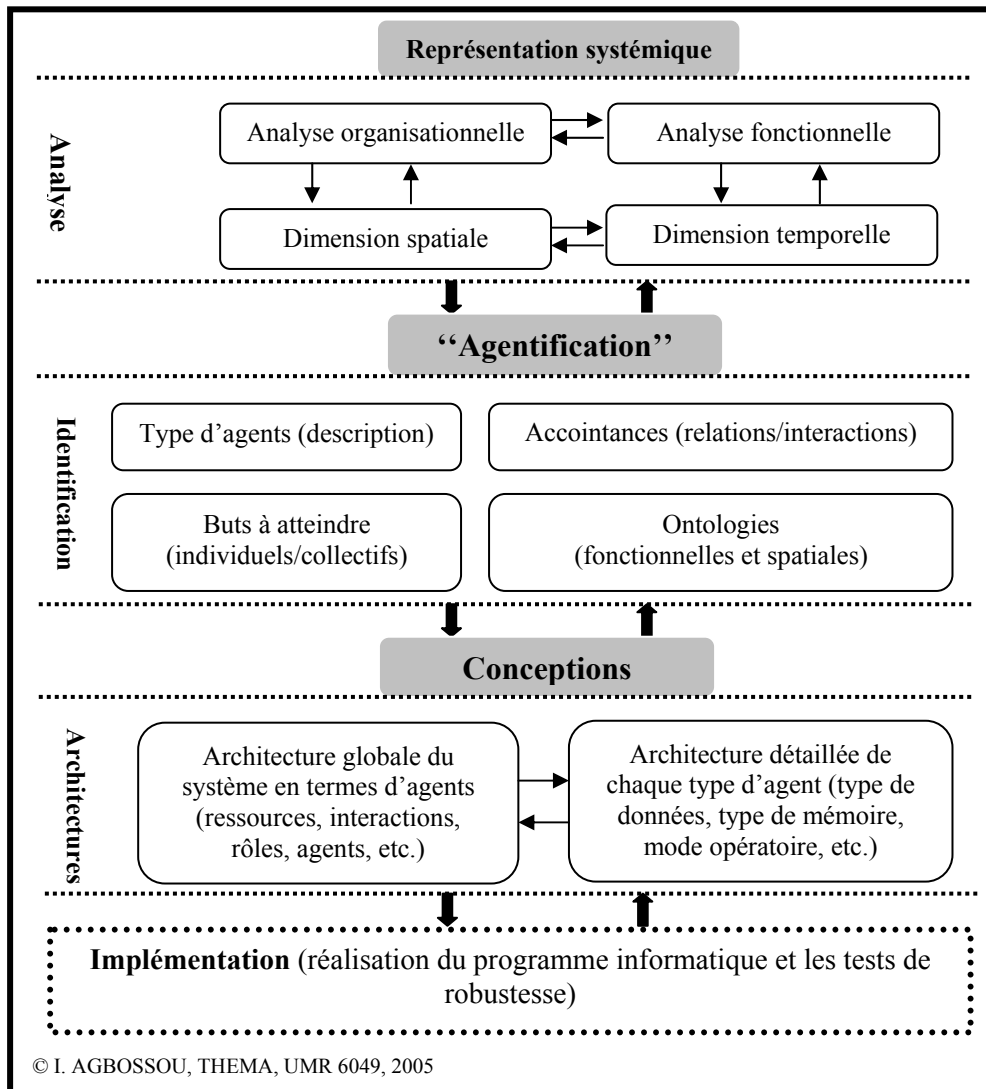 Représentation systémique
Analyse
Analyse organisationnelle
Analyse fonctionnelle
Dimension spatiale
Dimension temporelle
‘‘Agentification’’
Identification
Type d’agents (description)
Accointances (relations/interactions)
Buts à atteindre
(individuels/collectifs)
Ontologies
(fonctionnelles et spatiales)
Conceptions
Architectures
Architecture globale du
système en termes d’agents
(ressources, interactions,
rôles, agents, etc.)
Architecture détaillée de
chaque type d’agent (type de
données, type de mémoire,
mode opératoire, etc.)
Implémentation (réalisation du programme informatique et les tests de
robustesse)
© I. AGBOSSOU, THEMA, UMR 6049, 2005